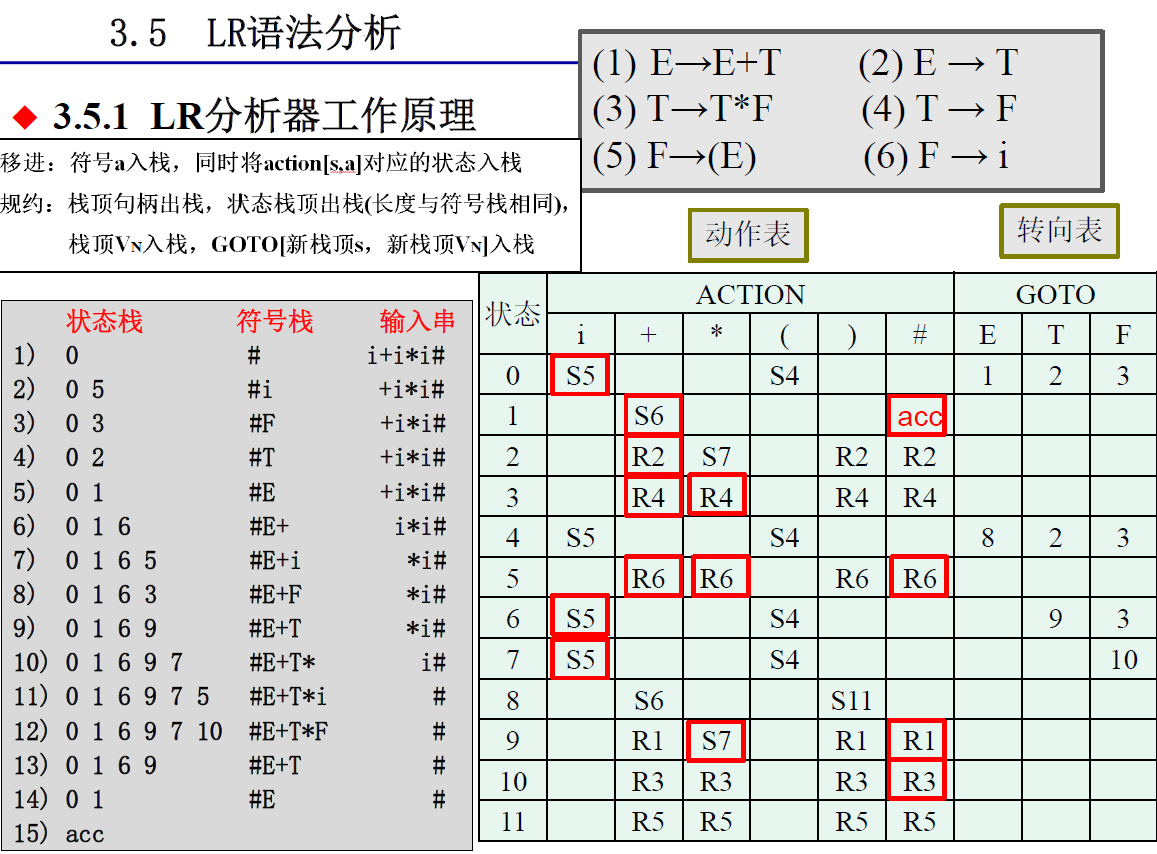 3.5 LR语法分析
◆ 3.5.1 LR分析器工作原理
(1) E→E+T (2) E → T
(3) T→T*F (4) T → F
(5) F→(E) (6) F → i
移进：符号a入栈，同时将action[s,a]对应的状态入栈
规约：栈顶句柄出栈，状态栈顶出栈(长度与符号栈相同)，
栈顶VN入栈，GOTO[新栈顶s，新栈顶VN]入栈
动作表 转向表
状态栈 符号栈 输入串
1) 0 # i+i*i#
2) 0 5 #i +i*i#
3) 0 3 #F +i*i#
4) 0 2 #T +i*i#
5) 0 1 #E +i*i#
6) 0 1 6 #E+ i*i#
7) 0 1 6 5 #E+i *i#
8) 0 1 6 3 #E+F *i#
9) 0 1 6 9 #E+T *i#
10) 0 1 6 9 7 #E+T* i#
11) 0 1 6 9 7 5 #E+T*i #
12) 0 1 6 9 7 10 #E+T*F #
13) 0 1 6 9 #E+T #
14) 0 1 #E #
15) acc
状态 ACTION GOTO
i + * ( ) # E T F
0 S5 S4 1 2 3
1 S6 acc
2 R2 S7 R2 R2
3 R4 R4 R4 R4
4 S5 S4 8 2 3
5 R6 R6 R6 R6
6 S5 S4 9 3
7 S5 S4 10
8 S6 S11
9 R1 S7 R1 R1
10 R3 R3 R3 R3
11 R5 R5 R5 R5